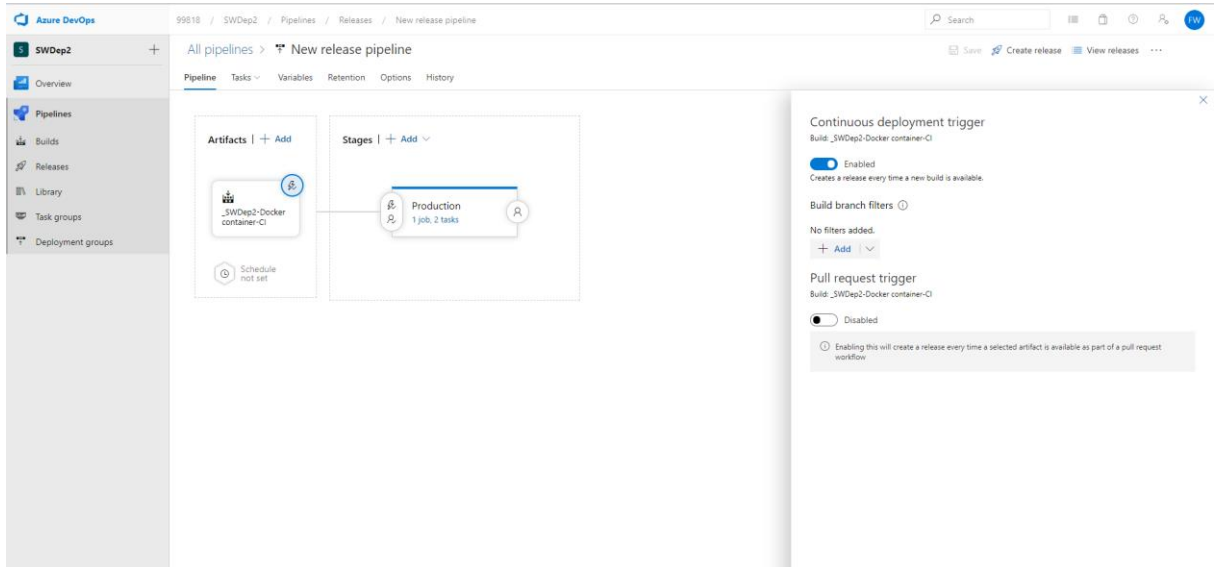 Azure DevOps
99818 / SWDep2 / Pipelines / Releases / New release pipeline
Search
FW
S SWDep2
All pipelines > New release pipeline
Save Create release View releases ...
Overview
Pipelines
Builds
Releases
Library
Task groups
Deployment groups
Pipeline Tasks Variables Retention Options History
Artifacts | + Add
Stages | + Add
_SWDep2-Docker
container-CI
Schedule
not set
Production
1 job, 2 tasks
Continuous deployment trigger
Build: _SWDep2-Docker container-CI
Enabled
Creates a release every time a new build is available.
Build branch filters
No filters added.
+ Add
Pull request trigger
Build: _SWDep2-Docker container-CI
Disabled
Enabling this will create a release every time a selected artifact is available as part of a pull request
workflow